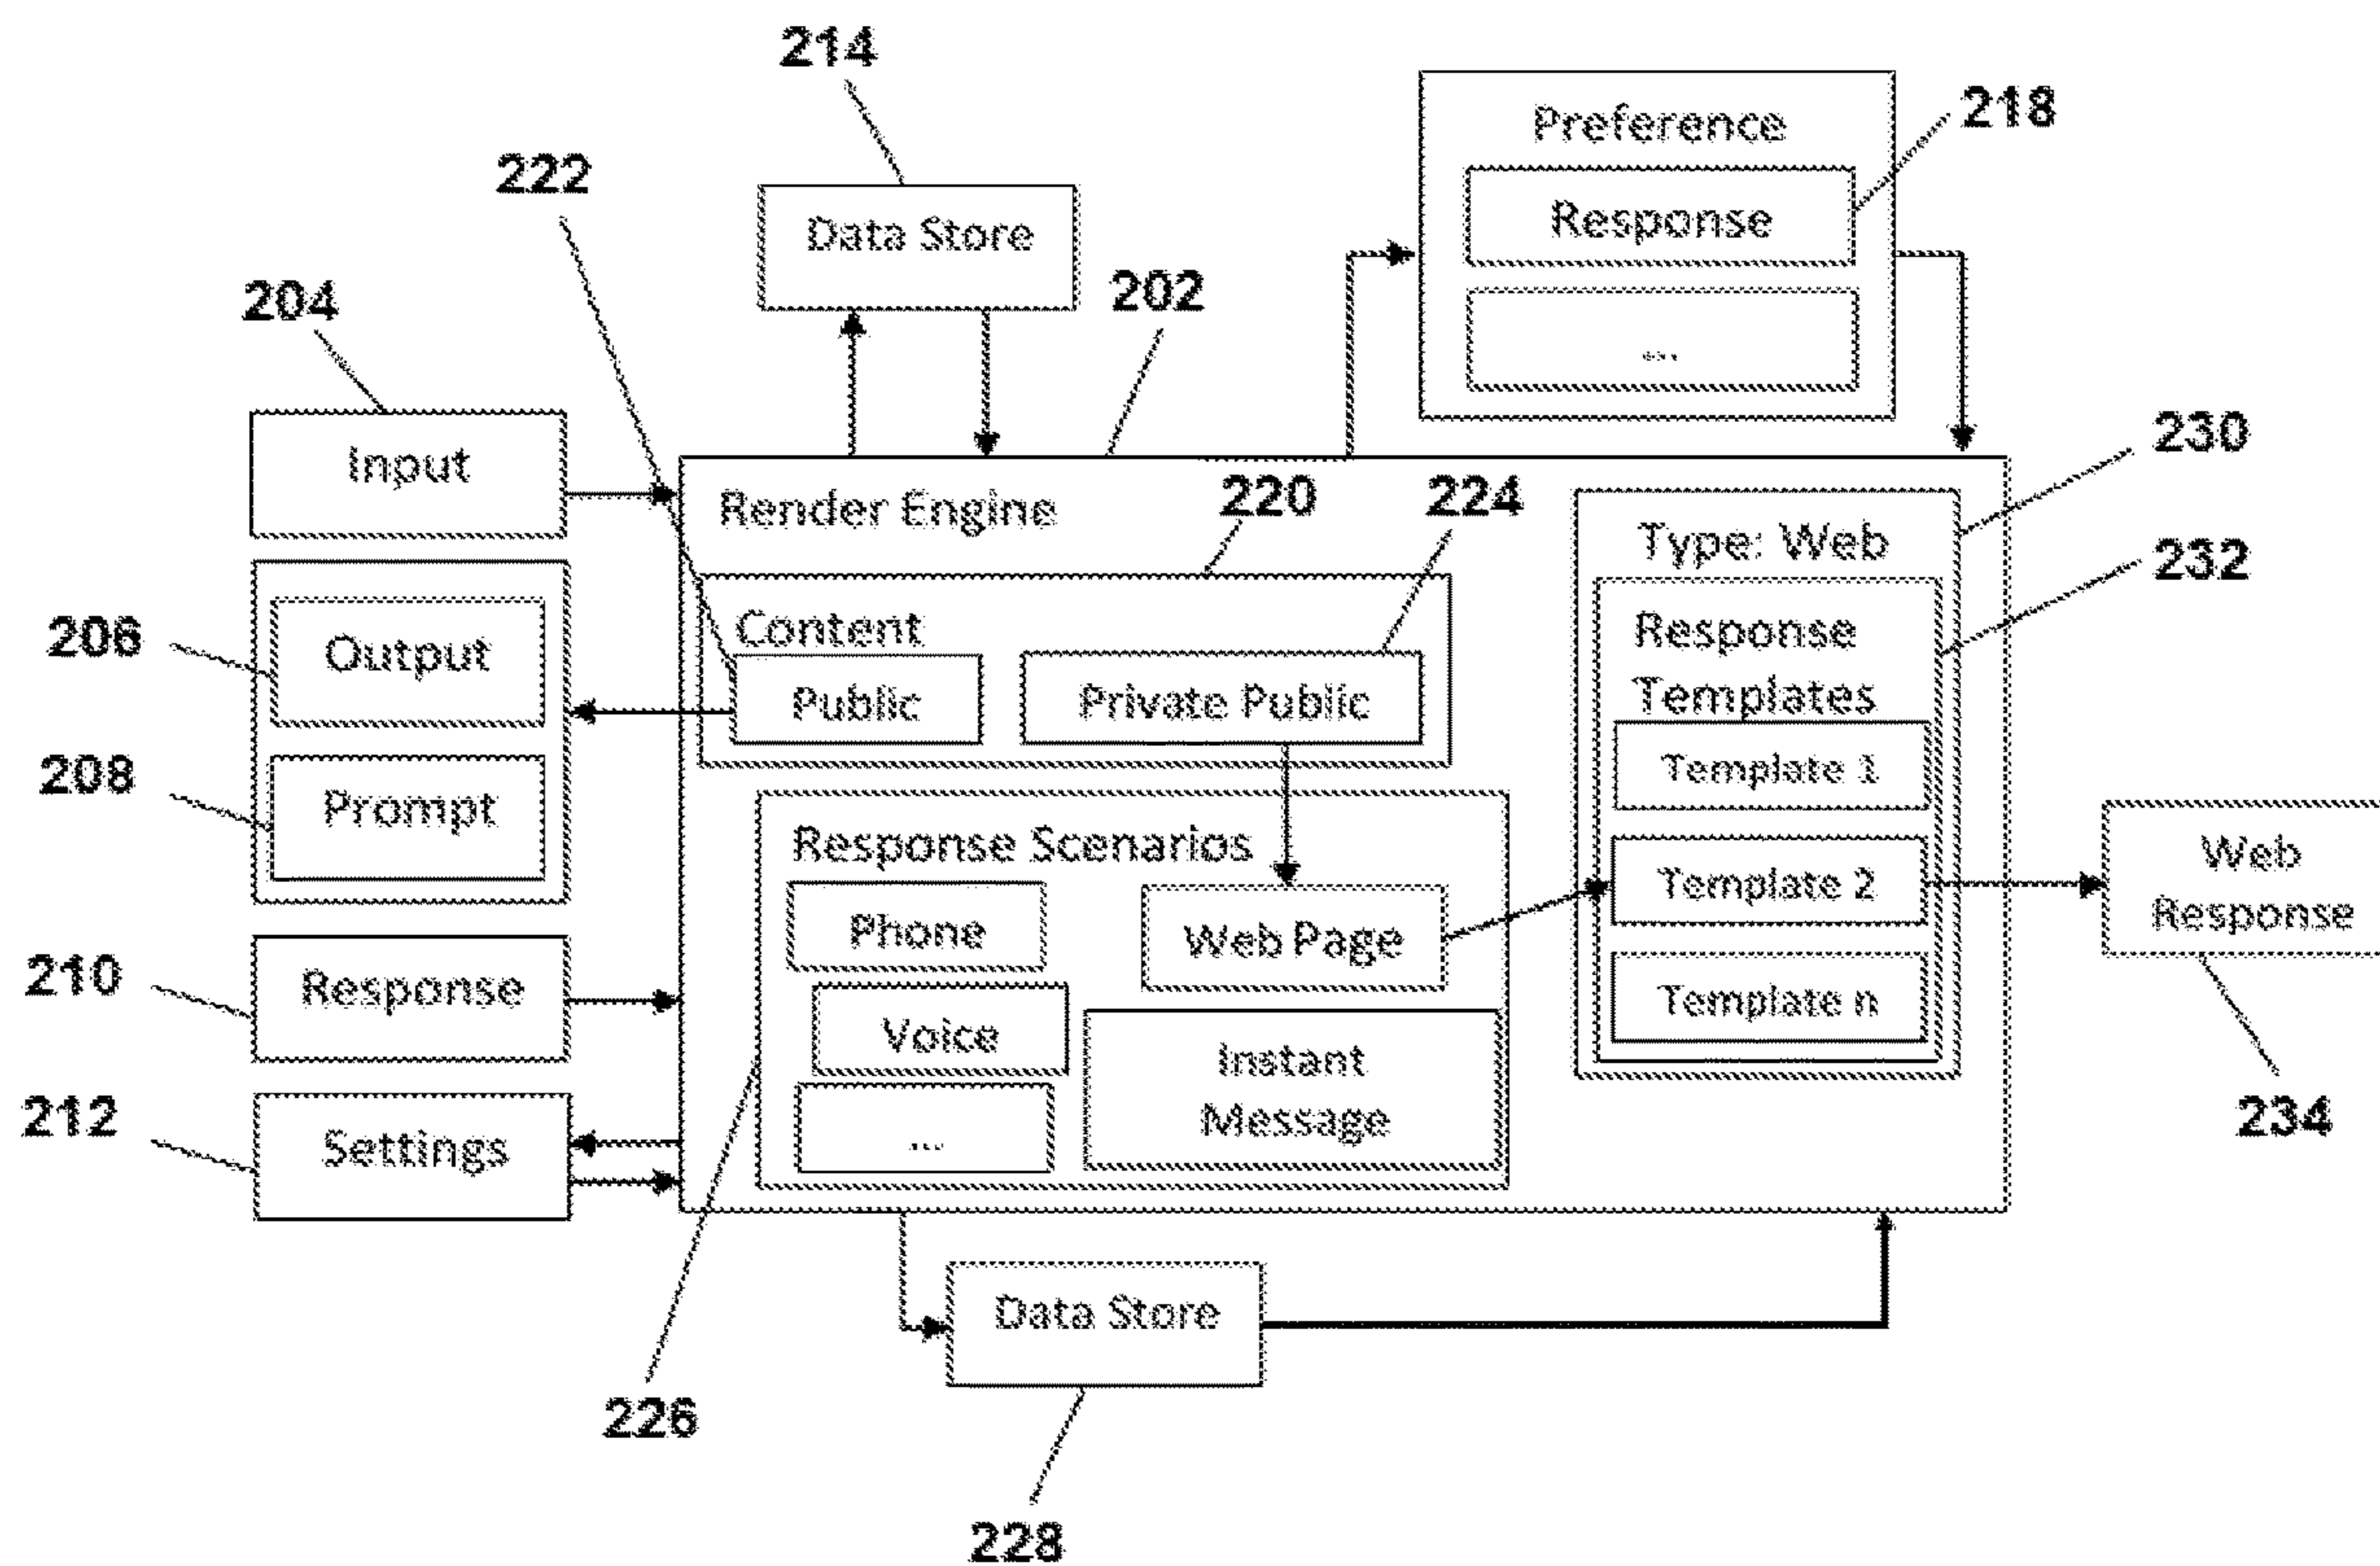 214
218
Preference
222
Response
Data Store
202
204
...
230
Input
Render Engine
220
224
Type: Web
232
206
Output
Content
Response
Templates
Public
Private Public
208
Prompt
Template 1
Response Scenarios
Web
Response
Template 2
Phone
Web Page
210
Response
Template n
Voice
Instant
Message
212
Settings
...
234
Data Store
226
228